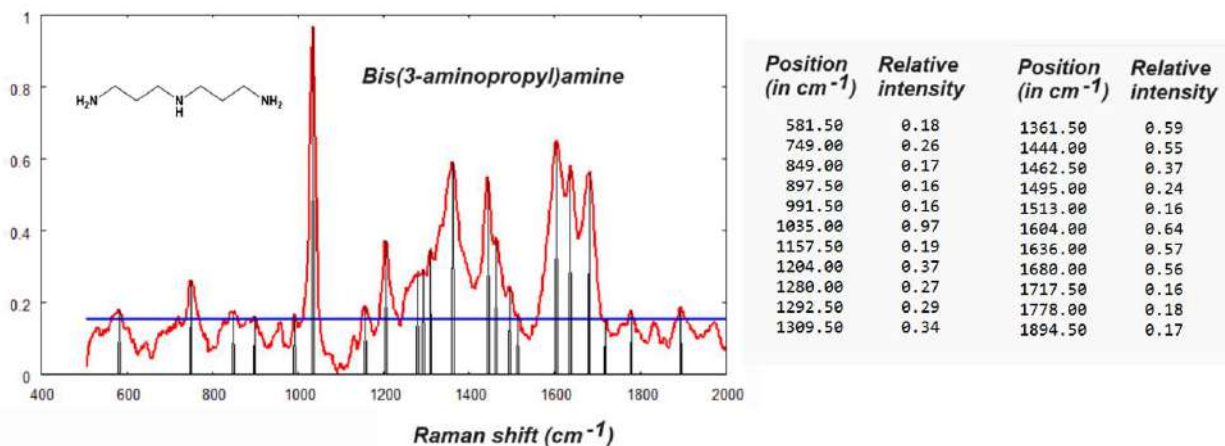 1
0.8
0.6
0.4
0.2
0
400 600 800 1000 1200 1400 1600 1800 2000
Bis(3-aminopropyl)amine
H2N N H NH2
Raman shift (cm-1)
Position (in cm-1) Relative intensity Position (in cm-1) Relative intensity
581.50 0.18 1361.50 0.59
749.00 0.26 1444.00 0.55
849.00 0.17 1462.50 0.37
897.50 0.16 1495.00 0.24
991.50 0.16 1513.00 0.16
1035.00 0.97 1604.00 0.64
1157.50 0.19 1636.00 0.57
1204.00 0.37 1680.00 0.56
1280.00 0.27 1717.50 0.16
1292.50 0.29 1778.00 0.18
1309.50 0.34 1894.50 0.17